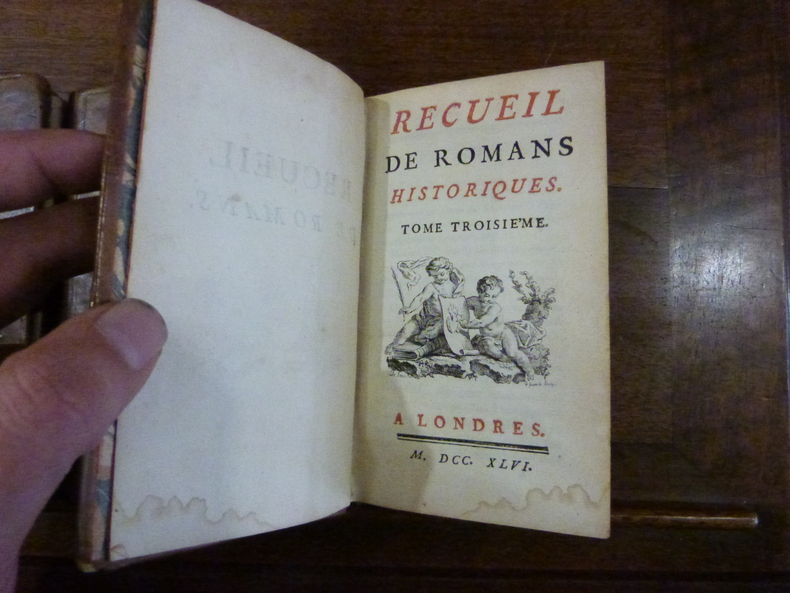 RECUEIL
DE ROMANS
HISTORIQUES.
TOME TROISIE'ME.
A LONDRES.
M. DCC. XLVI.